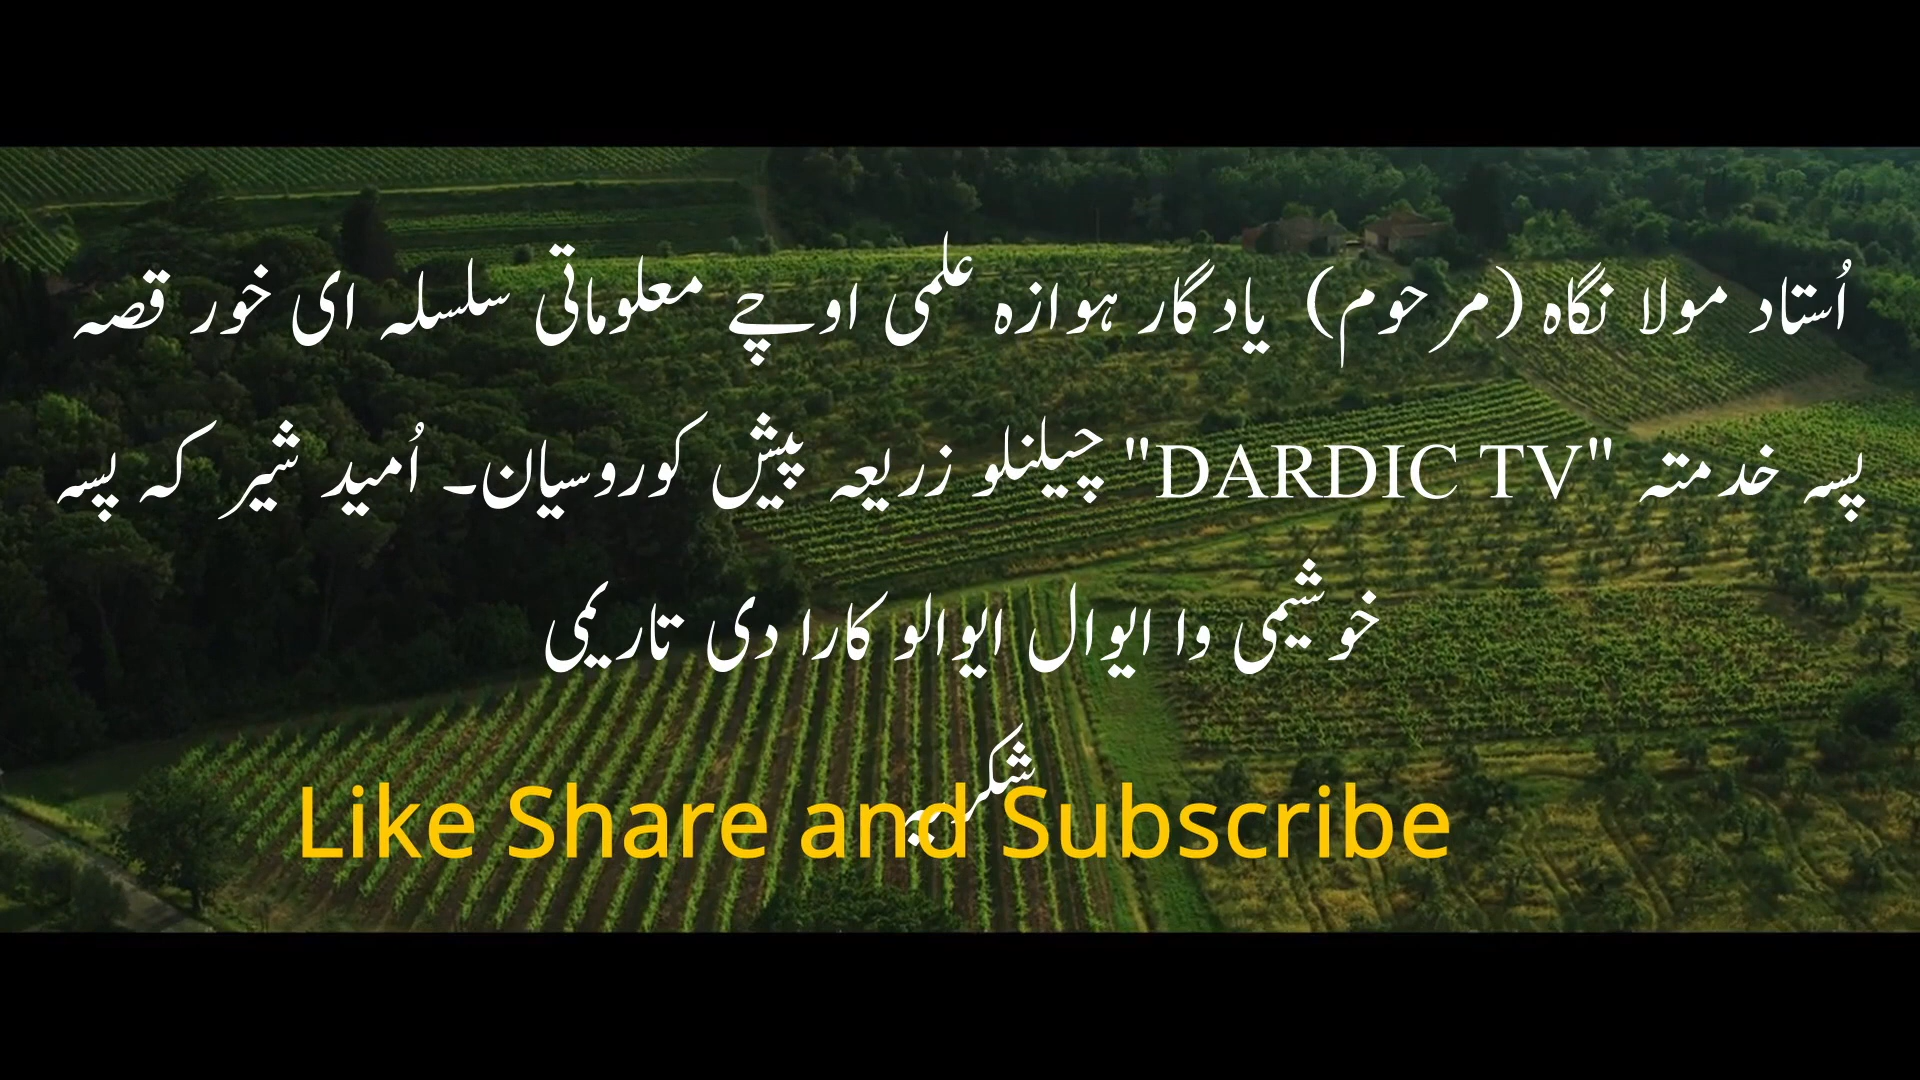 اُستاد مولا نگاہ (مرحوم) یادگار ہوازہ علمی اوچے معلوماتی سلسلہ ای خور قصہ
پسہ خدمتہ "DARDIC TV" چیلنلو زریعہ پیش کوروسیان۔ اُمید شیر کہ پسہ
خوشیمی وا ایوال ایوالو کارا دی تاریمی
شکریہ
Like Share and Subscribe